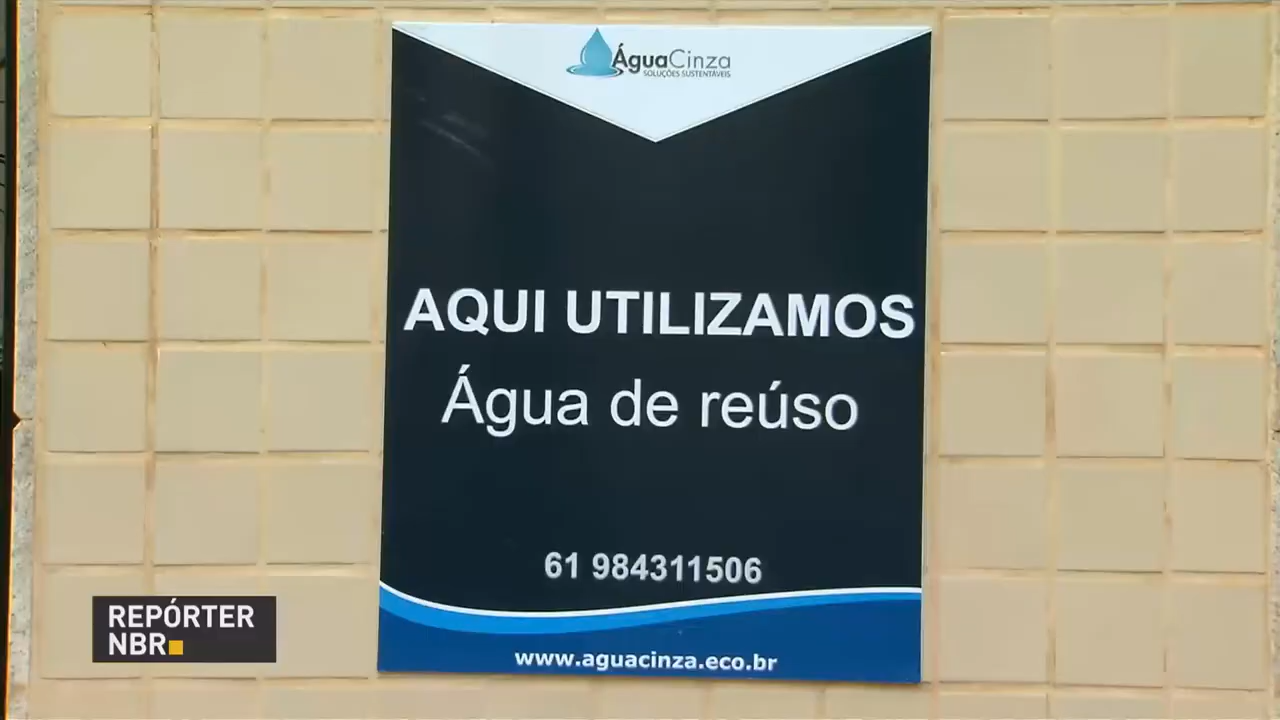 ÁguaCinza
SOLUÇÕES SUSTENTÁVEIS
AQUI UTILIZAMOS
Água de reúso
61 984311506
www.aguacinza.eco.br
REPÓRTER
NBR